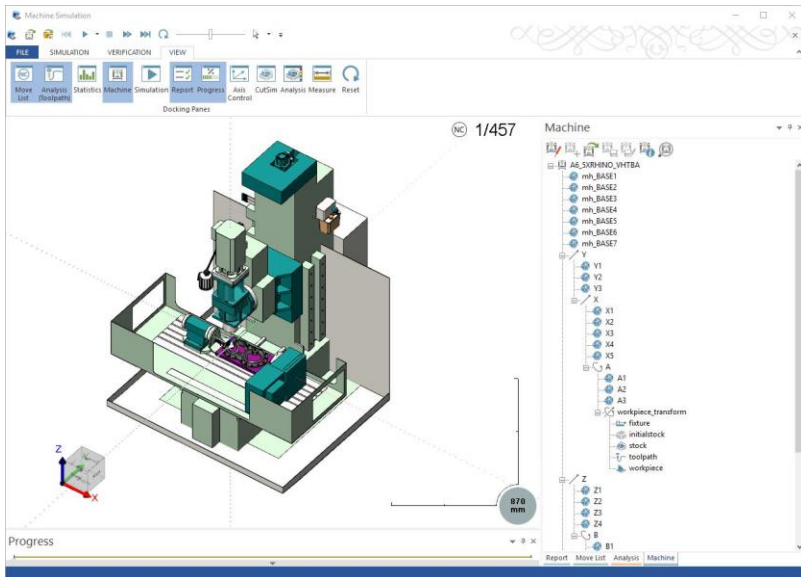 Machine Simulation
FILE SIMULATION VERIFICATION VIEW
Move List Analysis (Toolpath) Statistics Machine Simulation Report Progress Axis Control CutSim Analysis Measure Reset
Docking Panes
NC 1/457
Machine
A6_5XRHINO_VHTBA
mh_BASE1
mh_BASE2
mh_BASE3
mh_BASE4
mh_BASE5
mh_BASE6
mh_BASE7
Y
Y1
Y2
Y3
X
X1
X2
X3
X4
X5
A
A1
A2
A3
workpiece_transform
fixture
initialstock
stock
toolpath
workpiece
Z
Z1
Z2
Z3
Z4
B
B1
Z
X
870
mm
Progress
Report Move List Analysis Machine